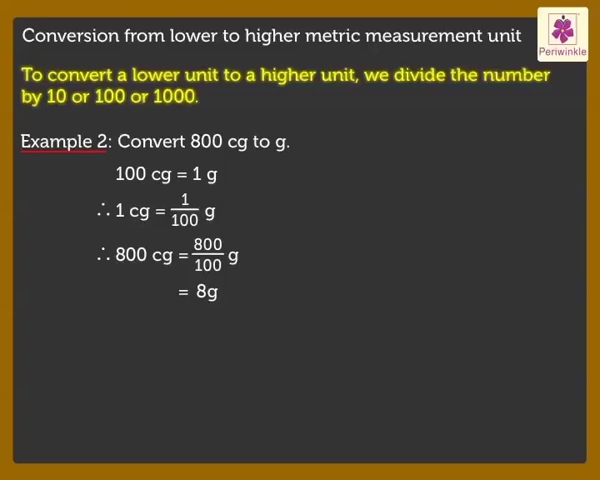 Conversion from lower to higher metric measurement unit
Periwinkle
To convert a lower unit to a higher unit, we divide the number
by 10 or 100 or 1000.
Example 2: Convert 800 cg to g.
100 cg = 1 g
∴ 1 cg = 1/100 g
∴ 800 cg = 800/100 g
= 8g